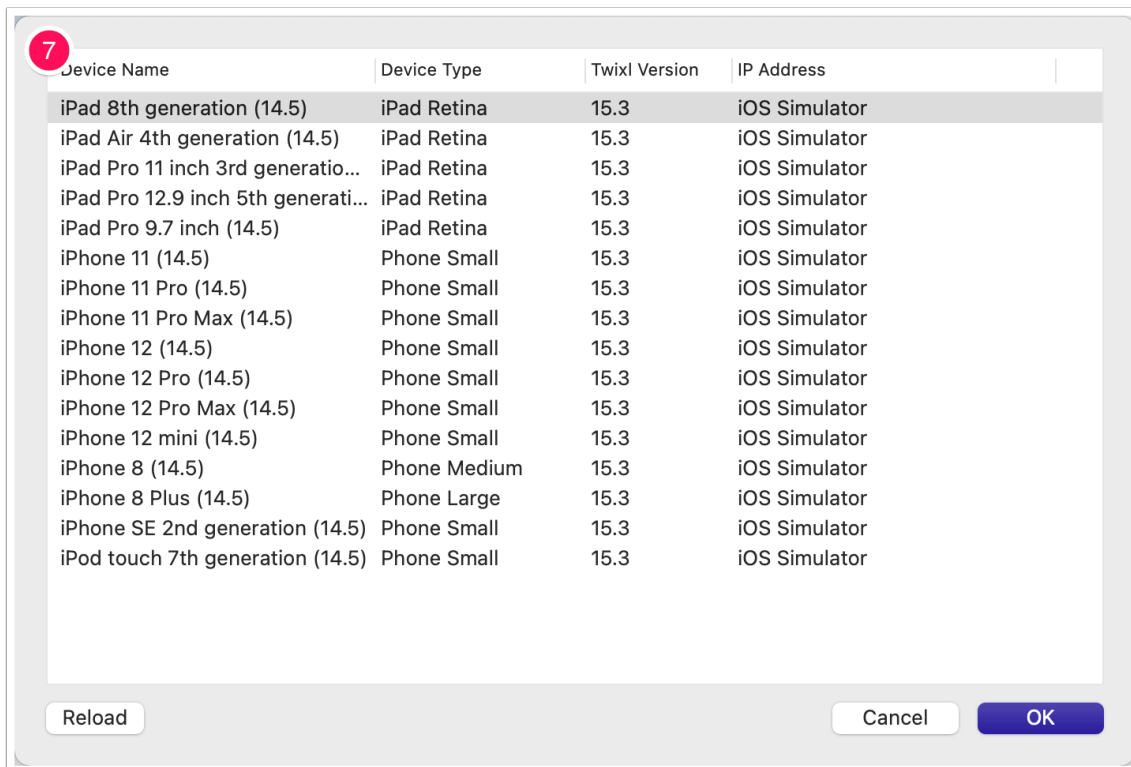 7
Device Name Device Type Twixl Version IP Address
iPad 8th generation (14.5) iPad Retina 15.3 iOS Simulator
iPad Air 4th generation (14.5) iPad Retina 15.3 iOS Simulator
iPad Pro 11 inch 3rd generatio... iPad Retina 15.3 iOS Simulator
iPad Pro 12.9 inch 5th generati... iPad Retina 15.3 iOS Simulator
iPad Pro 9.7 inch (14.5) iPad Retina 15.3 iOS Simulator
iPhone 11 (14.5) Phone Small 15.3 iOS Simulator
iPhone 11 Pro (14.5) Phone Small 15.3 iOS Simulator
iPhone 11 Pro Max (14.5) Phone Small 15.3 iOS Simulator
iPhone 12 (14.5) Phone Small 15.3 iOS Simulator
iPhone 12 Pro (14.5) Phone Small 15.3 iOS Simulator
iPhone 12 Pro Max (14.5) Phone Small 15.3 iOS Simulator
iPhone 12 mini (14.5) Phone Small 15.3 iOS Simulator
iPhone 8 (14.5) Phone Medium 15.3 iOS Simulator
iPhone 8 Plus (14.5) Phone Large 15.3 iOS Simulator
iPhone SE 2nd generation (14.5) Phone Small 15.3 iOS Simulator
iPod touch 7th generation (14.5) Phone Small 15.3 iOS Simulator
Reload Cancel OK